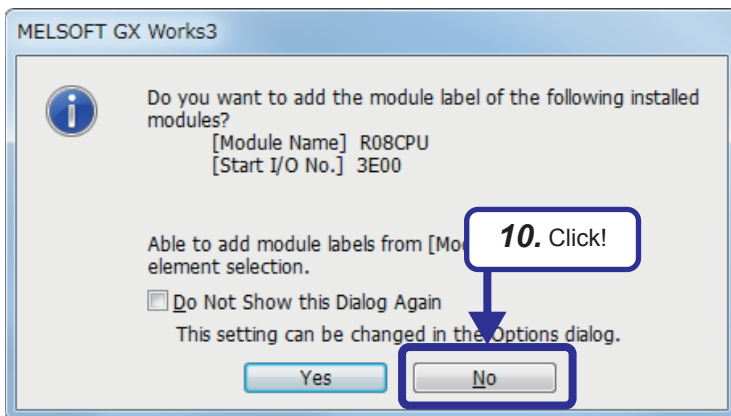 MELSOFT GX Works3
Do you want to add the module label of the following installed
modules?
[Module Name] R08CPU
[Start I/O No.] 3E00
Able to add module labels from [Mo
10. Click!
element selection.
Do Not Show this Dialog Again
This setting can be changed in the Options dialog.
Yes
No